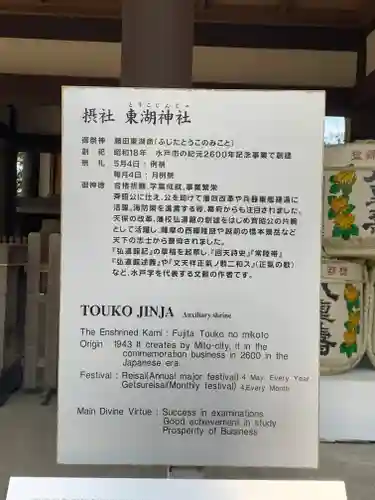 とうこじんじゃ
摂社 東湖神社
御祭神 藤田東湖命(ふじたとうこのみこと)
創 祀 昭和18年 水戸市の紀元2600年記念事業で創建
祭 礼 5月4日:例祭
毎月4日:月例祭
御神徳 合格祈願、学業成就、事業繁栄
斉昭公に仕え、公を助けて藩政改革や兵器軍艦建造に
活躍、海防策を進言する等、幕府からも注目されました。
天保の改革、藩校弘道館の創建をはじめ斉昭公の片腕
として活躍し、薩摩の西郷隆盛や越前の橋本景岳など
天下の志士から敬仰されました。
『弘道館記』の草稿を起草し、『回天詩史』『常陸帯』
『弘道館述義』や『文天祥正気ノ歌二和ス』(正気の歌)
など、水戸学を代表する文献の作者です。
TOUKO JINJA Auxiliary shrine
The Enshrined Kami : Fujita Touko no mikoto
Origin 1943 It creates by Mito-city, it in the
commemoration business in 2600 in the
Japanese era.
Festival : Reisai(Annual major festival) 4 May. Every Year
Getsureisai(Monthly festival) 4,Every Month
Main Divine Virtue : Success in examinations
Good achievement in study
Prosperity of Business